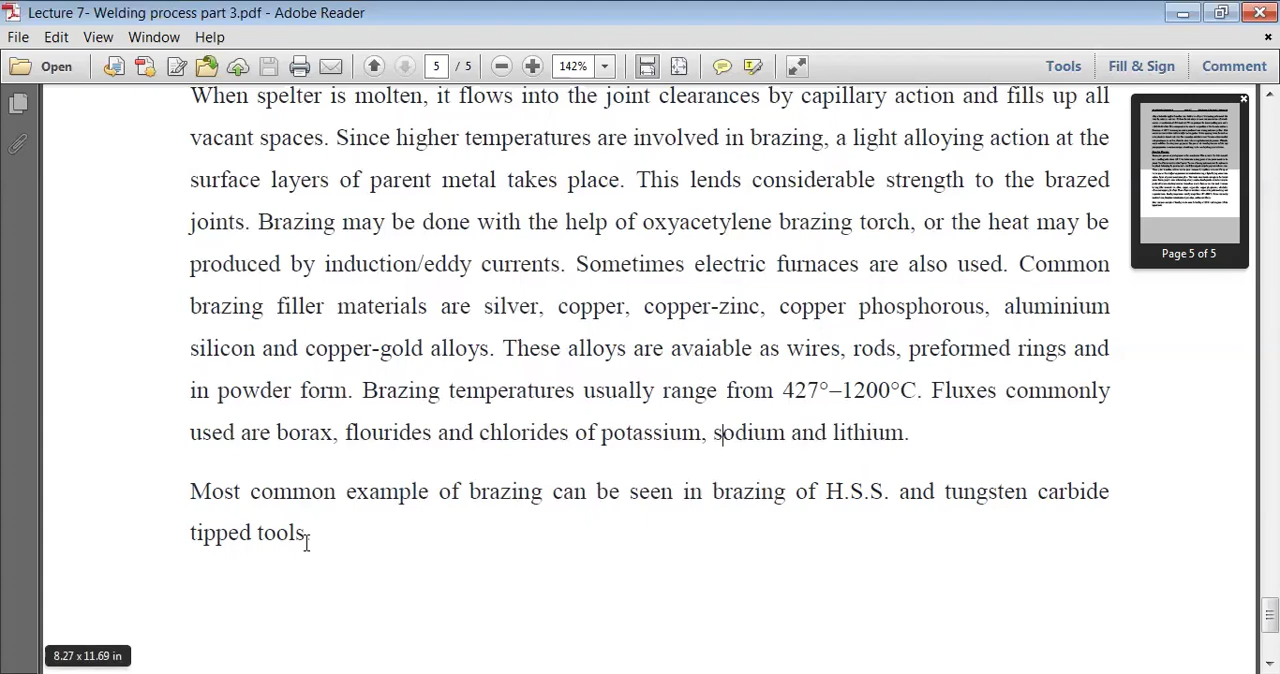 Lecture 7- Welding process part 3.pdf - Adobe Reader
File Edit View Window Help
Open 5 / 5 142% Tools Fill & Sign Comment
When spelter is molten, it flows into the joint clearances by capillary action and fills up all
vacant spaces. Since higher temperatures are involved in brazing, a light alloying action at the
surface layers of parent metal takes place. This lends considerable strength to the brazed
joints. Brazing may be done with the help of oxyacetylene brazing torch, or the heat may be
produced by induction/eddy currents. Sometimes electric furnaces are also used. Common
brazing filler materials are silver, copper, copper-zinc, copper phosphorous, aluminium
silicon and copper-gold alloys. These alloys are avaiable as wires, rods, preformed rings and
in powder form. Brazing temperatures usually range from 427°–1200°C. Fluxes commonly
used are borax, flourides and chlorides of potassium, sodium and lithium.
Most common example of brazing can be seen in brazing of H.S.S. and tungsten carbide
tipped tools.
Page 5 of 5
8.27 x 11.69 in